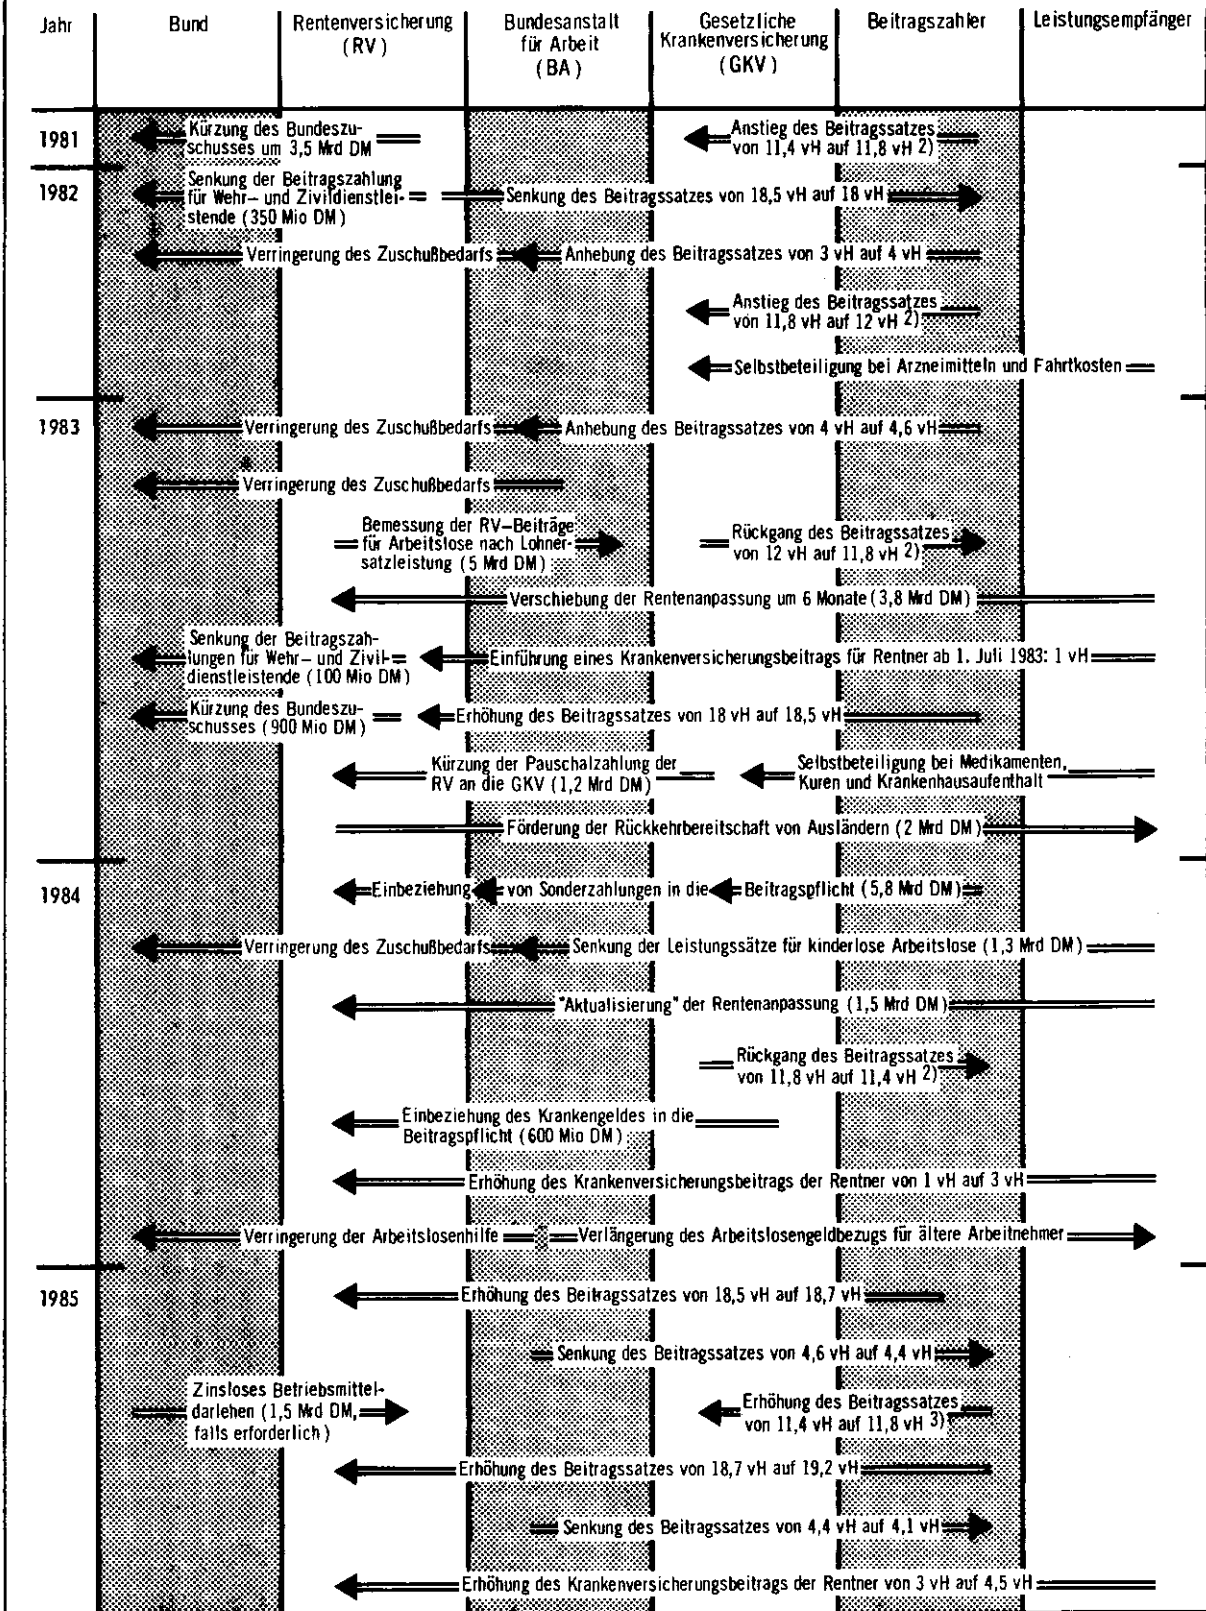 Jahr
Bund
Rentenversicherung
(RV)
Bundesanstalt
für Arbeit
(BA)
Gesetzliche
Krankenversicherung
(GKV)
Beitragszahler
Leistungsempfänger
1981
Kürzung des Bundeszu-
schusses um 3,5 Mrd DM
Anstieg des Beitragssatzes
von 11,4 vH auf 11,8 vH 2)
1982
Senkung der Beitragszahlung
für Wehr- und Zivildienstlei-
stende (350 Mio DM)
Senkung des Beitragssatzes von 18,5 vH auf 18 vH
Verringerung des Zuschußbedarfs
Anhebung des Beitragssatzes von 3 vH auf 4 vH
Anstieg des Beitragssatzes
von 11,8 vH auf 12 vH 2)
Selbstbeteiligung bei Arzneimitteln und Fahrtkosten
1983
Verringerung des Zuschußbedarfs
Anhebung des Beitragssatzes von 4 vH auf 4,6 vH
Verringerung des Zuschußbedarfs
Bemessung der RV-Beiträge
für Arbeitslose nach Lohner-
satzleistung (5 Mrd DM)
Rückgang des Beitragssatzes
von 12 vH auf 11,8 vH 2)
Verschiebung der Rentenanpassung um 6 Monate (3,8 Mrd DM)
Senkung der Beitragszah-
lungen für Wehr- und Zivil-
dienstleistende (100 Mio DM)
Einführung eines Krankenversicherungsbeitrags für Rentner ab 1. Juli 1983: 1 vH
Kürzung des Bundeszu-
schusses (900 Mio DM)
Erhöhung des Beitragssatzes von 18 vH auf 18,5 vH
Kürzung der Pauschalzahlung der
RV an die GKV (1,2 Mrd DM)
Selbstbeteiligung bei Medikamenten,
Kuren und Krankenhausaufenthalt
Förderung der Rückkehrbereitschaft von Ausländern (2 Mrd DM)
1984
Einbeziehung von Sonderzahlungen in die Beitragspflicht (5,8 Mrd DM)
Verringerung des Zuschußbedarfs
Senkung der Leistungssätze für kinderlose Arbeitslose (1,3 Mrd DM)
"Aktualisierung" der Rentenanpassung (1,5 Mrd DM)
Rückgang des Beitragssatzes
von 11,8 vH auf 11,4 vH 2)
Einbeziehung des Krankengeldes in die
Beitragspflicht (600 Mio DM)
Erhöhung des Krankenversicherungsbeitrags der Rentner von 1 vH auf 3 vH
Verringerung der Arbeitslosenhilfe
Verlängerung des Arbeitslosengeldbezugs für ältere Arbeitnehmer
1985
Erhöhung des Beitragssatzes von 18,5 vH auf 18,7 vH
Senkung des Beitragssatzes von 4,6 vH auf 4,4 vH
Zinsloses Betriebsmittel-
darlehen (1,5 Mrd DM,
falls erforderlich)
Erhöhung des Beitragssatzes
von 11,4 vH auf 11,8 vH 3)
Erhöhung des Beitragssatzes von 18,7 vH auf 19,2 vH
Senkung des Beitragssatzes von 4,4 vH auf 4,1 vH
Erhöhung des Krankenversicherungsbeitrags der Rentner von 3 vH auf 4,5 vH